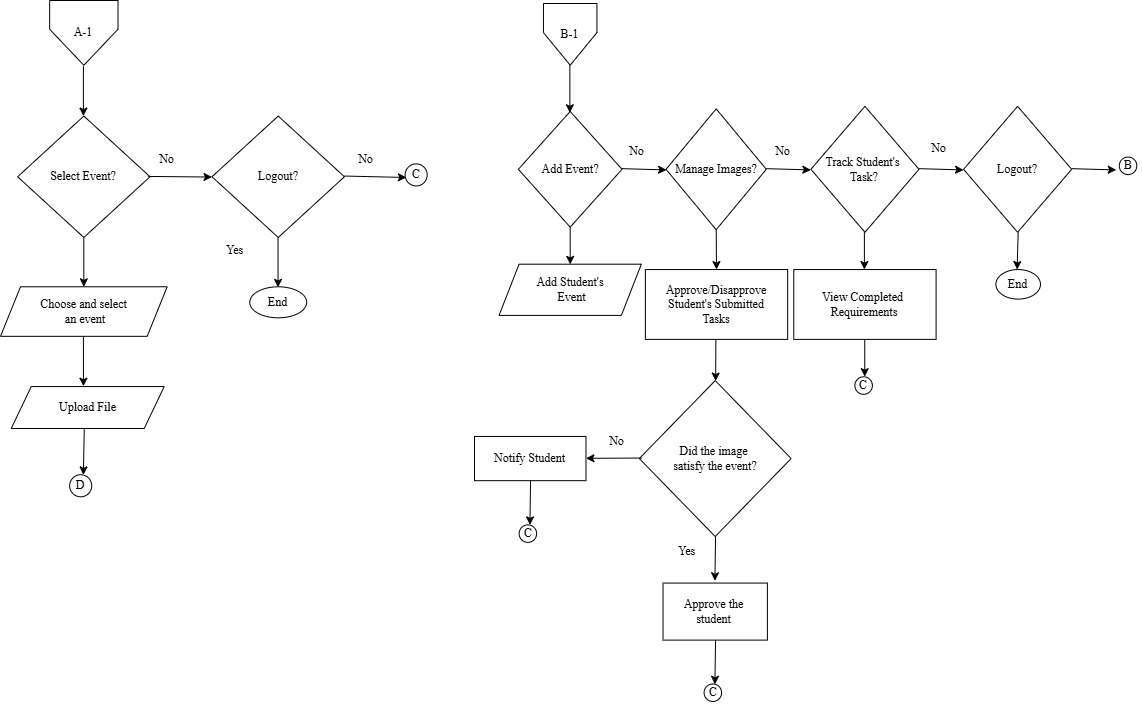 A-1
Select Event?
No
Logout?
No
C
Yes
End
Choose and select
an event
Upload File
D
B-1
Add Event?
No
Manage Images?
No
Track Student's
Task?
No
Logout?
B
Add Student's
Event
Approve/Disapprove
Student's Submitted
Tasks
View Completed
Requirements
End
C
Did the image
satisfy the event?
No
Notify Student
C
Yes
Approve the
student
C